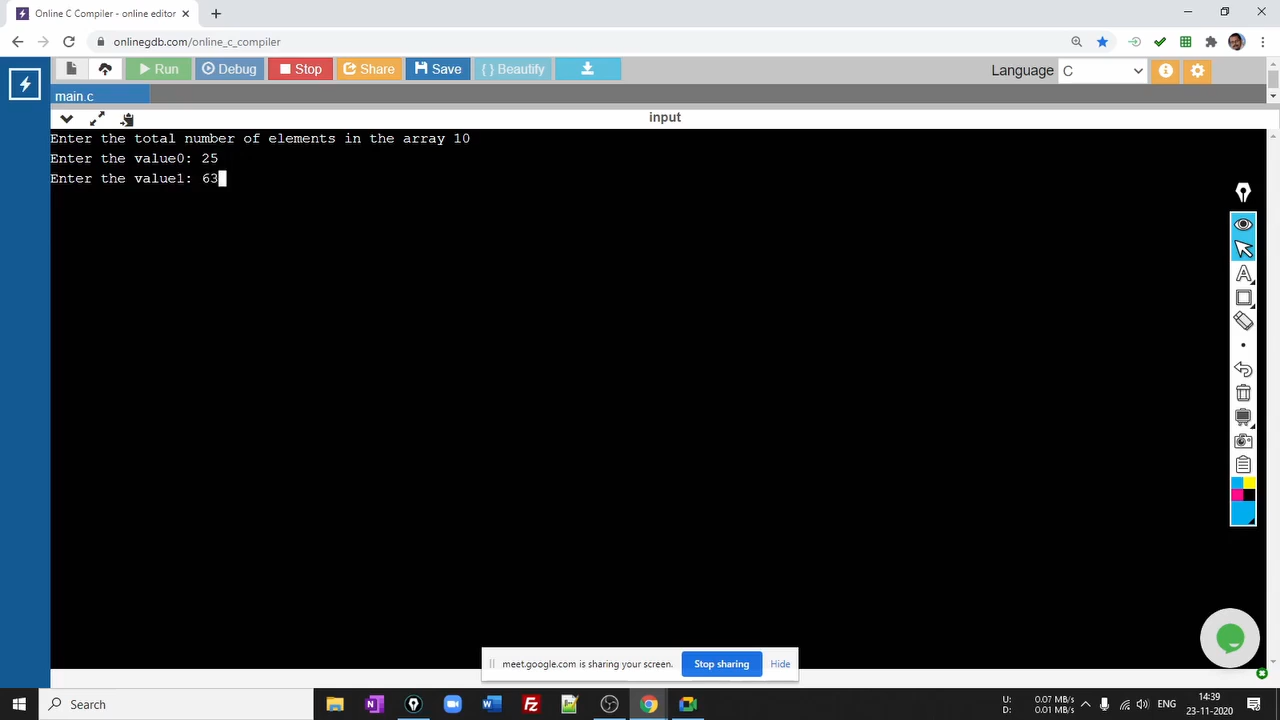 Online C Compiler - online editor
onlinegdb.com/online_c_compiler
Run
Debug
Stop
Share
Save
{ } Beautify
Language
C
main.c
input
Enter the total number of elements in the array 10
Enter the value0: 25
Enter the value1: 63
A
meet.google.com is sharing your screen.
Stop sharing
Hide
Search
U:
0.07 MB/s
D:
0.01 MB/s
ENG
14:39
23-11-2020